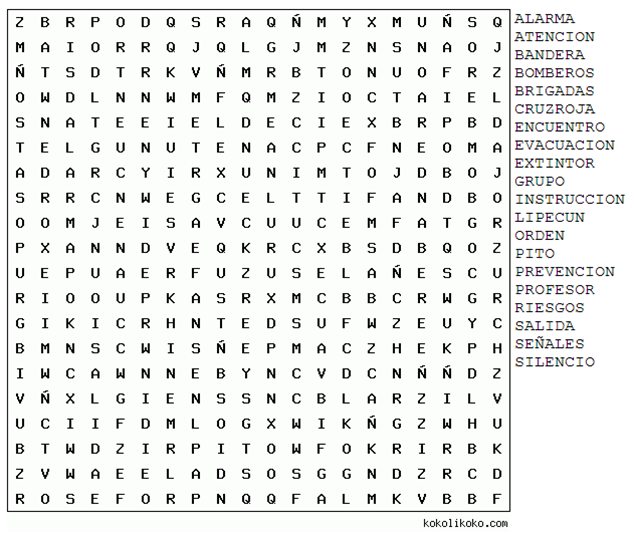 Z B R P O D Q S R A Q Ñ M Y X M U Ñ S Q
M A I O R R Q J Q L G J M Z N S N A O J
Ñ T S D T R K V Ñ M R B T O N U O F R Z
O W D L N N W M F Q M Z I O C T A I E L
S N A T E E I E L D E C I E X B R P B D
T E L G U N U T E N A C P C F N E O M A
A D A R C Y I R X U N I M T O J D B O J
S R R C N W E G C E L T T I F A N D B O
O O M J E I S A V C U U C E M F A T G R
P X A N N D V E Q K R C X B S D B Q O Z
U E P U A E R F U Z U S E L A Ñ E S C U
R I O O U P K A S R X M C B B C R W G R
G I K I C R H N T E D S U F W Z E U Y C
B M N S C W I S Ñ E P M A C Z H E K P H
I W C A W N N E B Y N C V D C N Ñ Ñ D Z
V Ñ X L G I E N S S N C B L A R Z I L V
U C I I F D M L O G X W I K Ñ G Z W H U
B T W D Z I R P I T O W F O K R I R B K
Z V W A E E L A D S O S G G N D Z R C D
R O S E F O R P N Q Q F A L M K V B B F
ALARMA
ATENCION
BANDERA
BOMBEROS
BRIGADAS
CRUZROJA
ENCUENTRO
EVACUACION
EXTINTOR
GRUPO
INSTRUCCION
LIPECUN
ORDEN
PITO
PREVENCION
PROFESOR
RIESGOS
SALIDA
SEÑALES
SILENCIO
kokolikoko.com